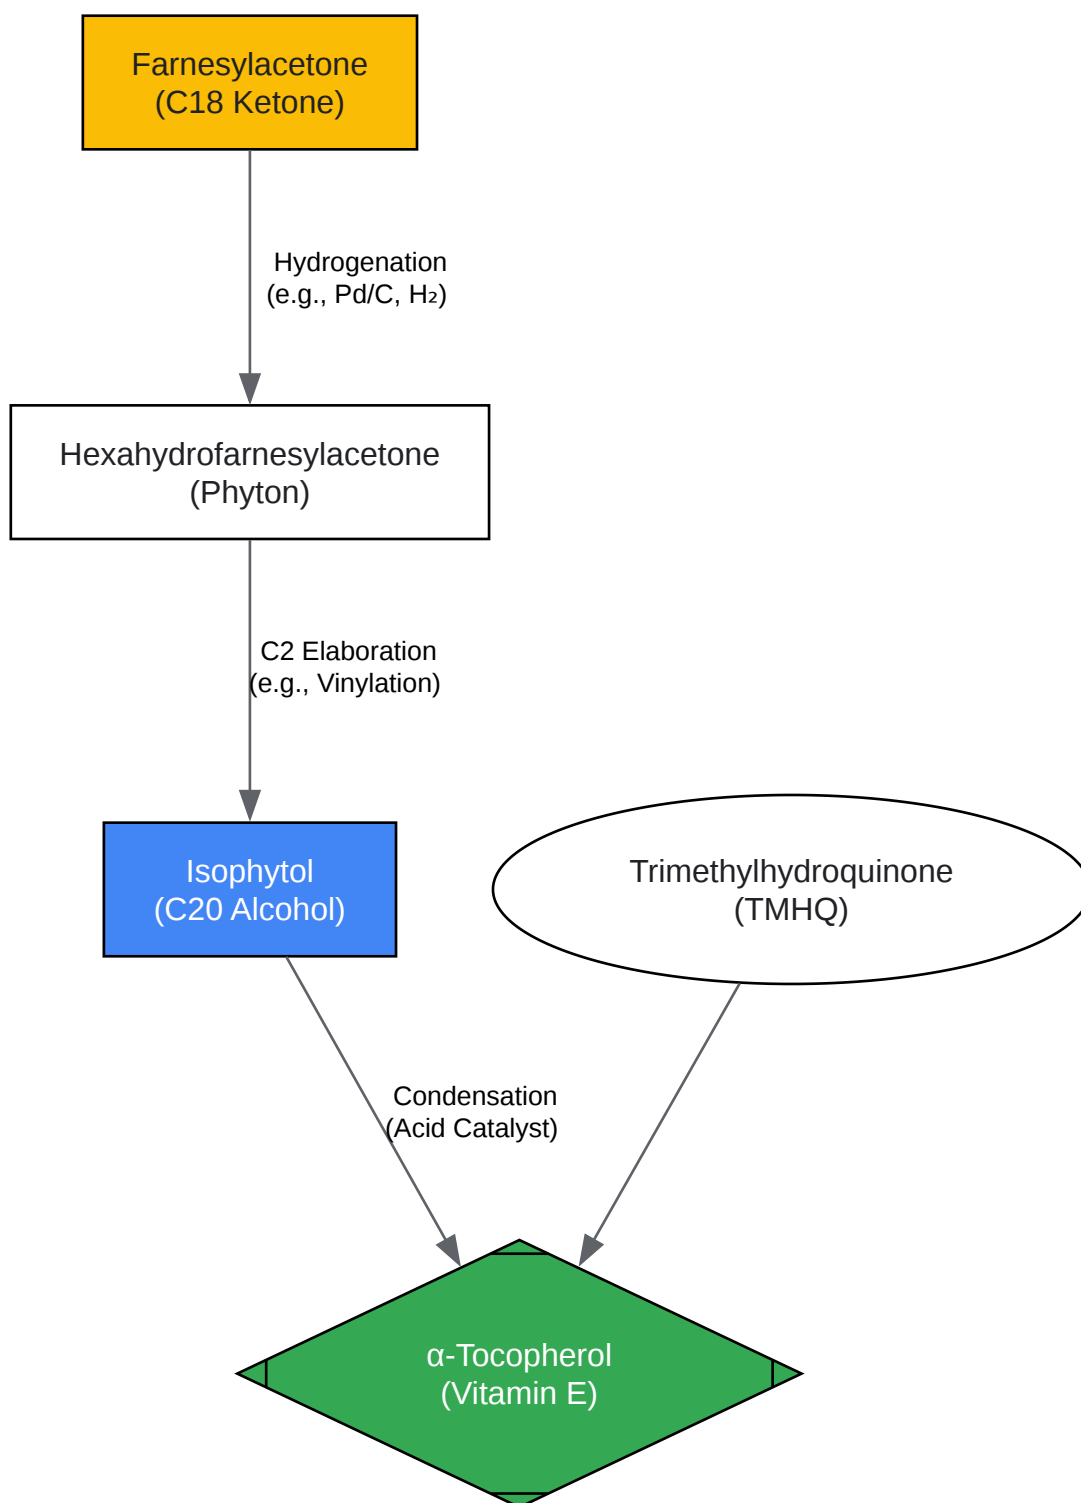 Farnesylacetone
(C18 Ketone)
Hydrogenation
(e.g., Pd/C, H₂)
Hexahydrofarnesylacetone
(Phyton)
C2 Elaboration
(e.g., Vinylation)
Isophytol
(C20 Alcohol)
Trimethylhydroquinone
(TMHQ)
Condensation
(Acid Catalyst)
α-Tocopherol
(Vitamin E)